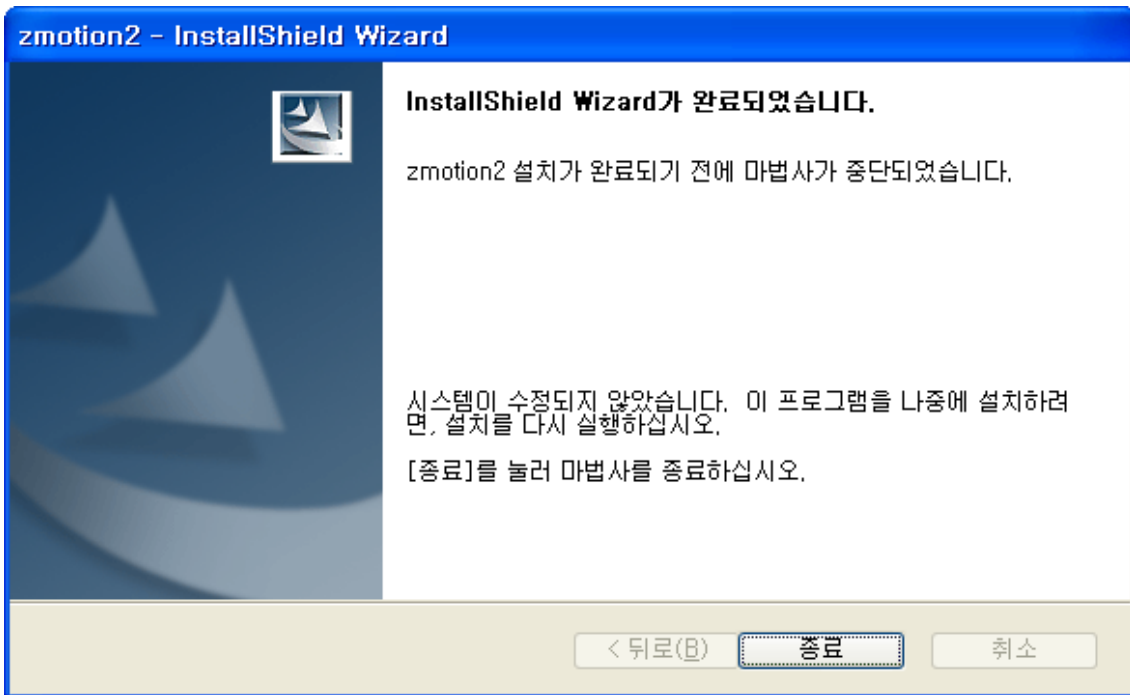 zmotion2 - InstallShield Wizard
InstallShield Wizard가 완료되었습니다.
zmotion2 설치가 완료되기 전에 마법사가 중단되었습니다.
시스템이 수정되지 않았습니다. 이 프로그램을 나중에 설치하려
면, 설치를 다시 실행하십시오.
[종료]를 눌러 마법사를 종료하십시오.
< 뒤로(B) 종료 취소